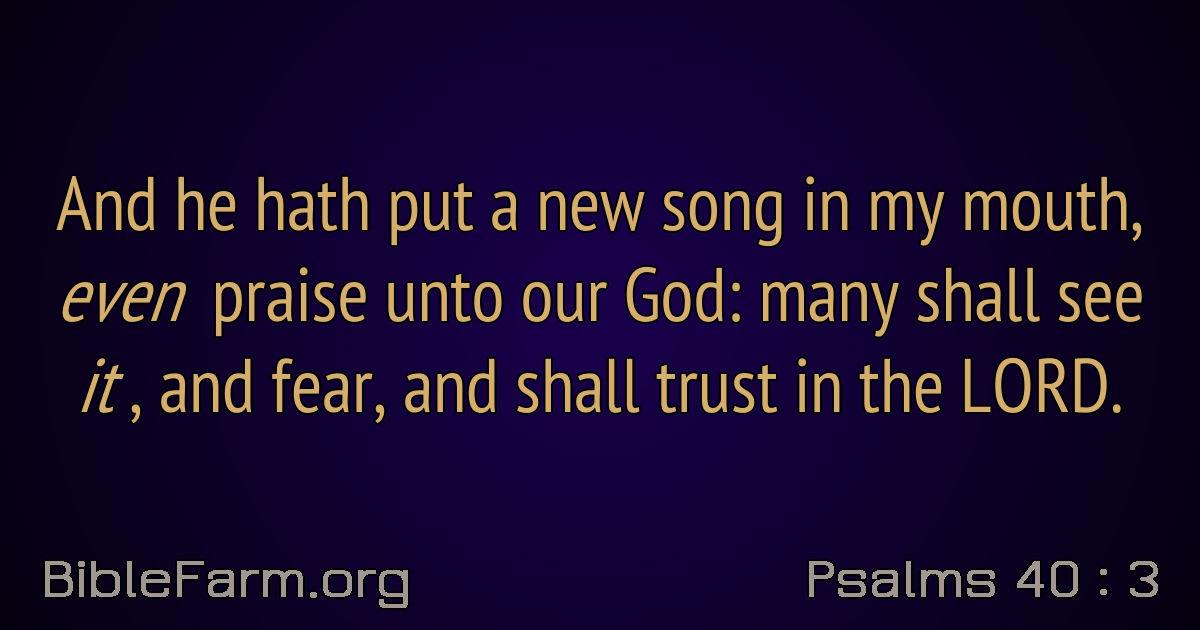 And he hath put a new song in my mouth,
even praise unto our God: many shall see
it , and fear, and shall trust in the LORD.
BibleFarm.org
Psalms 40 : 3